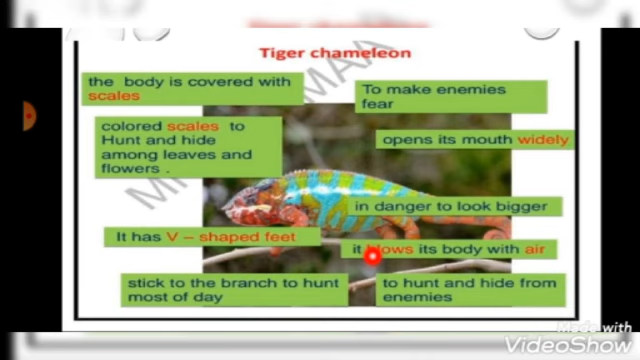 Tiger chameleon
the body is covered with
scales
To make enemies
fear
colored scales to
Hunt and hide
among leaves and
flowers .
opens its mouth widely
in danger to look bigger
It has V – shaped feet
it blows its body with air
stick to the branch to hunt
most of day
to hunt and hide from
enemies
Made with
VideoShow